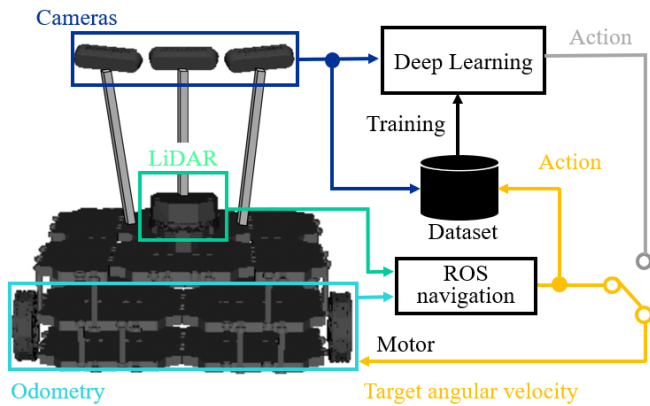 Cameras
Action
Deep Learning
Training
LiDAR
Action
Dataset
ROS
navigation
Motor
Odometry
Target angular velocity